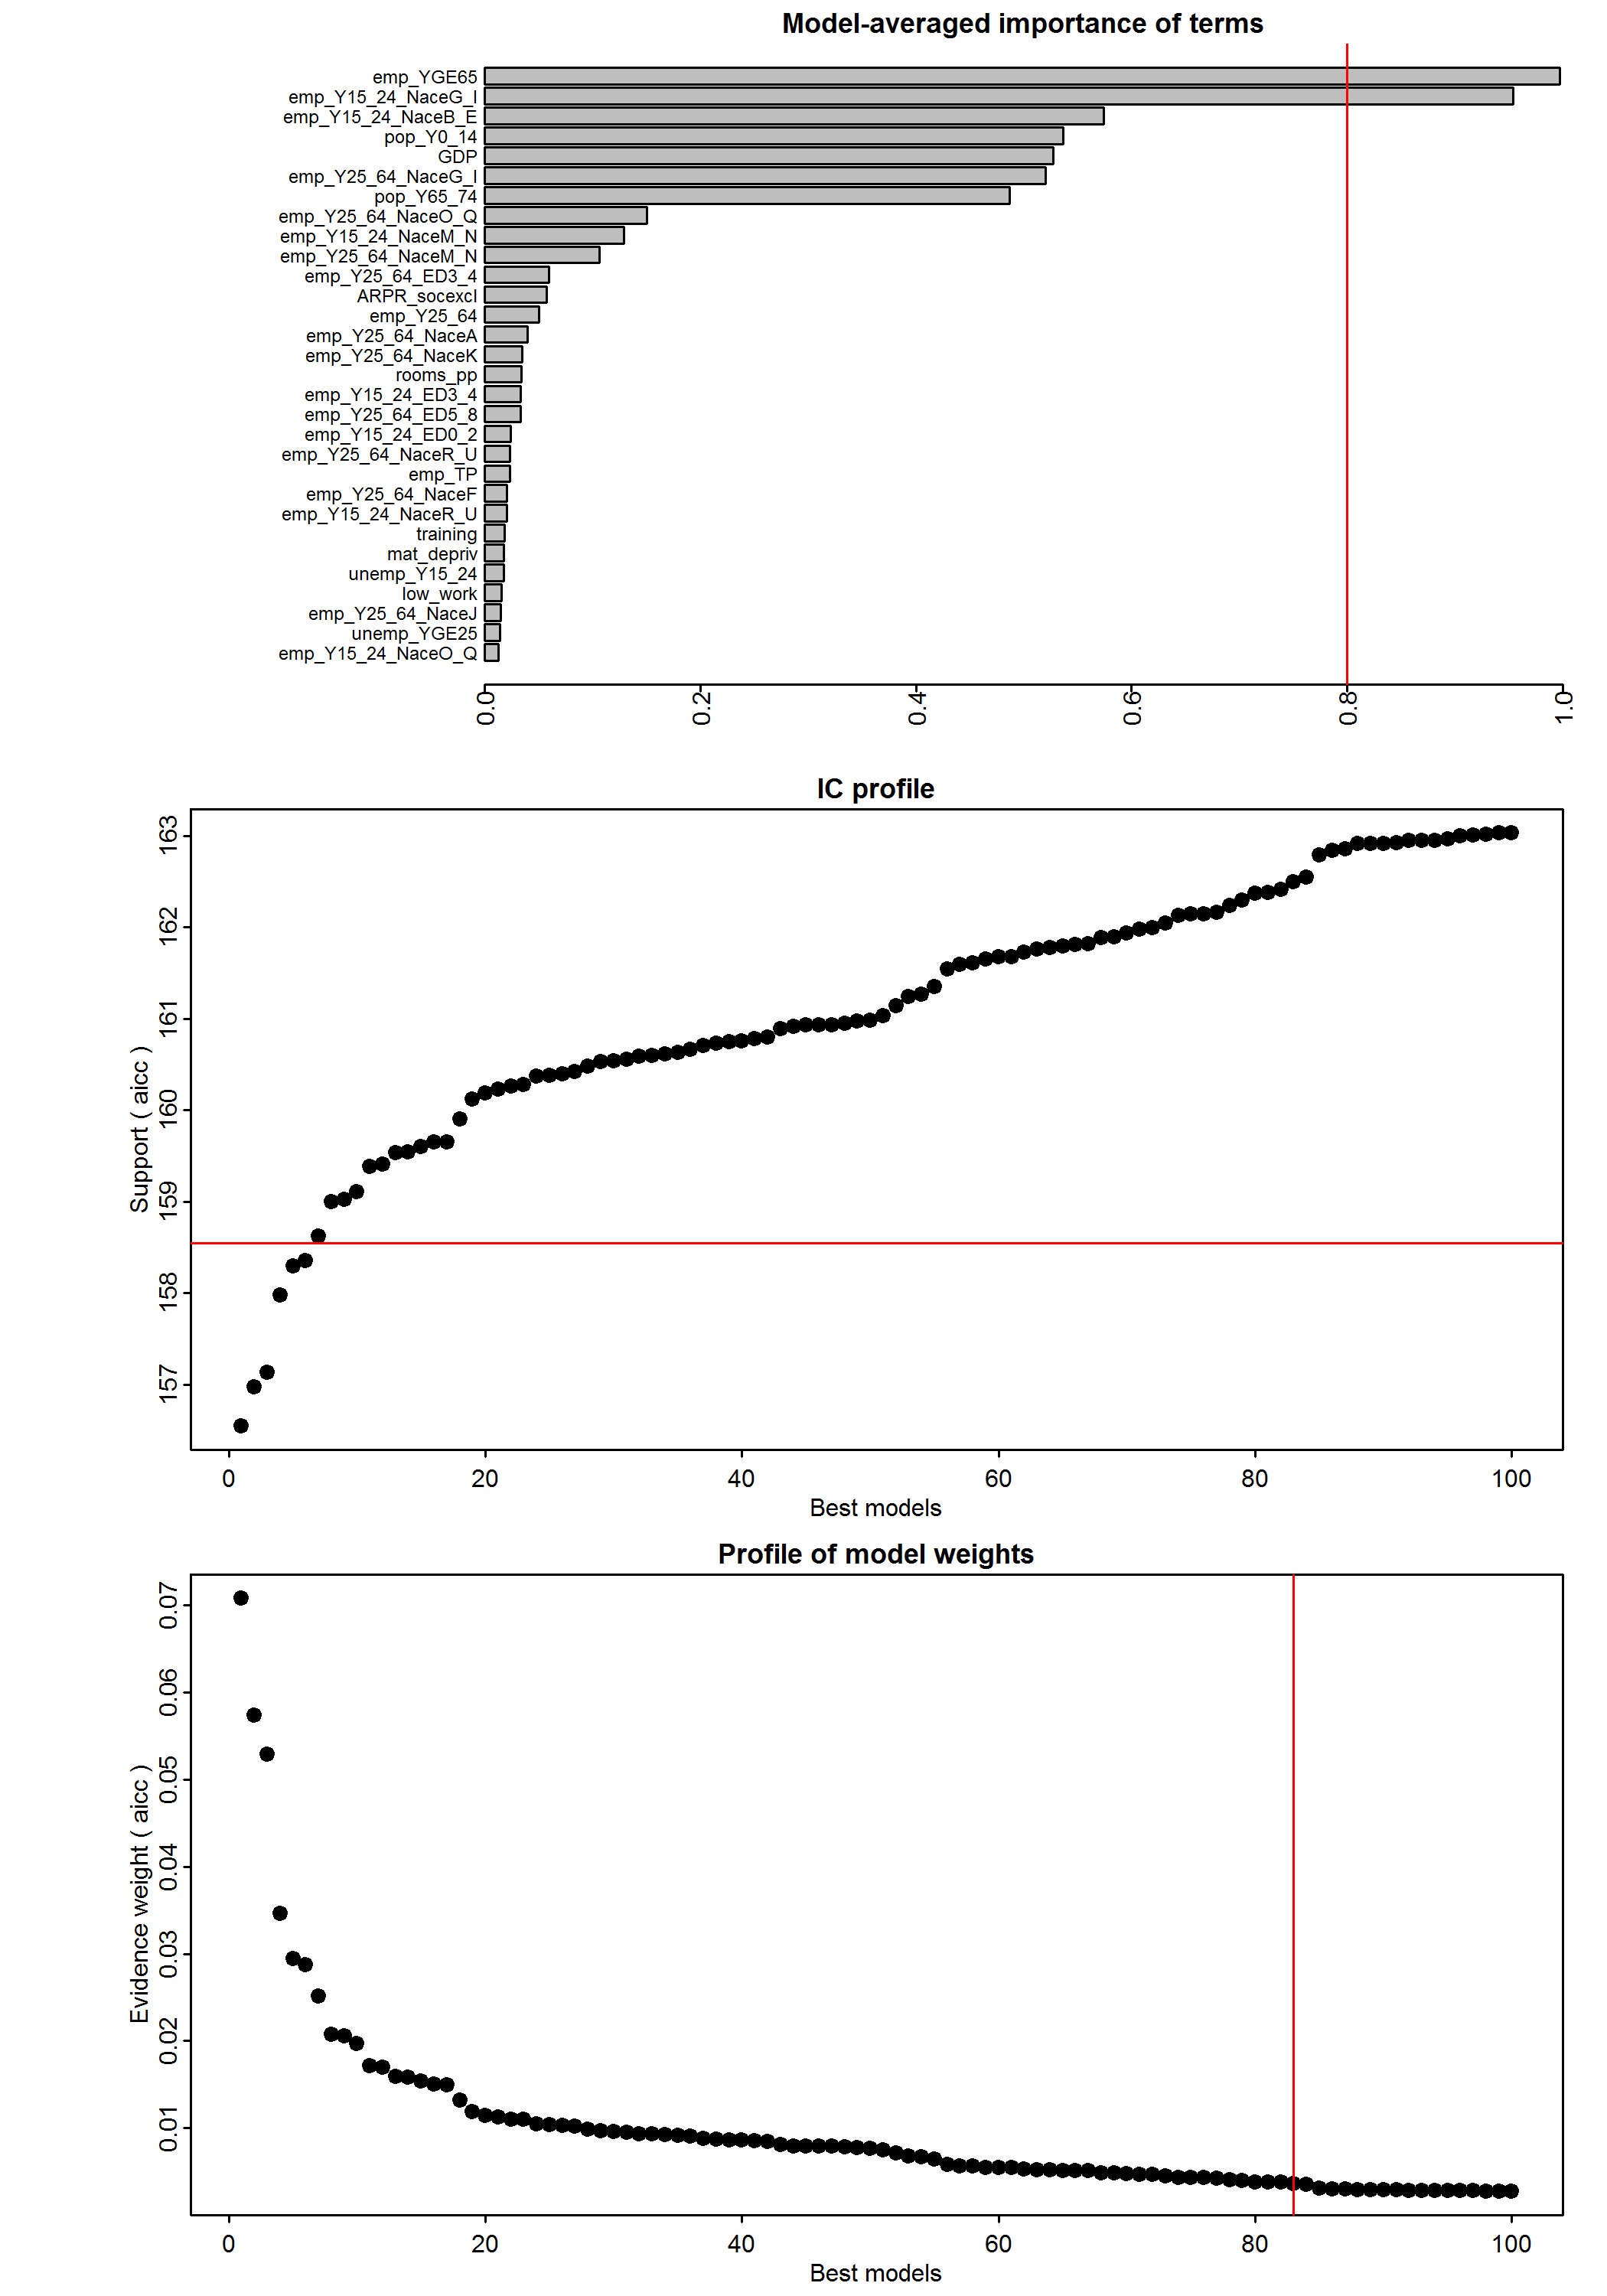 Model-averaged importance of terms
emp_YGE65
emp_Y15_24_NaceG_I
emp_Y15_24_NaceB_E
pop_Y0_14
GDP
emp_Y25_64_NaceG_I
pop_Y65_74
emp_Y25_64_NaceO_Q
emp_Y15_24_NaceM_N
emp_Y25_64_NaceM_N
emp_Y25_64_ED3_4
ARPR_socexcl
emp_Y25_64
emp_Y25_64_NaceA
emp_Y25_64_NaceK
rooms_pp
emp_Y15_24_ED3_4
emp_Y25_64_ED5_8
emp_Y15_24_ED0_2
emp_Y25_64_NaceR_U
emp_TP
emp_Y25_64_NaceF
emp_Y15_24_NaceR_U
training
mat_depriv
unemp_Y15_24
low_work
emp_Y25_64_NaceJ
unemp_YGE25
emp_Y15_24_NaceO_Q
0.0 0.2 0.4 0.6 0.8 1.0
IC profile
Support ( aicc )
163
162
161
160
159
158
157
0 20 40 60 80 100
Best models
Profile of model weights
Evidence weight ( aicc )
0.07
0.06
0.05
0.04
0.03
0.02
0.01
0 20 40 60 80 100
Best models